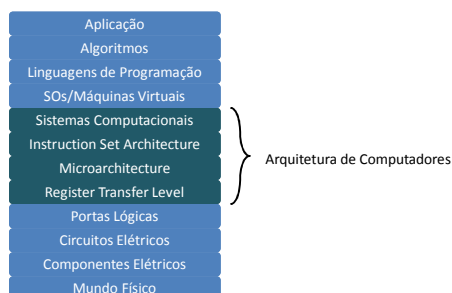 Aplicação
Algoritmos
Linguagens de Programação
SOs/Máquinas Virtuais
Sistemas Computacionais
Instruction Set Architecture
Microarchitecture
Register Transfer Level
Portas Lógicas
Circuitos Elétricos
Componentes Elétricos
Mundo Físico
Arquitetura de Computadores